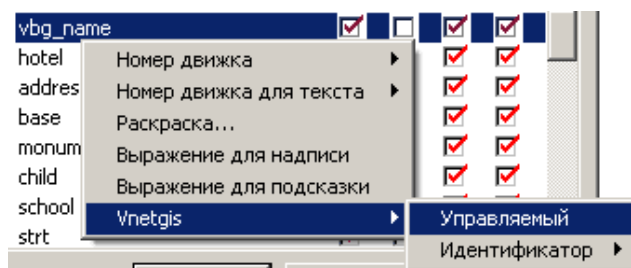 vbg_name
hotel
addres
base
monum
child
school
strt
Номер движка
Номер движка для текста
Раскраска...
Выражение для надписи
Выражение для подсказки
Vnetgis
Управляемый
Идентификатор